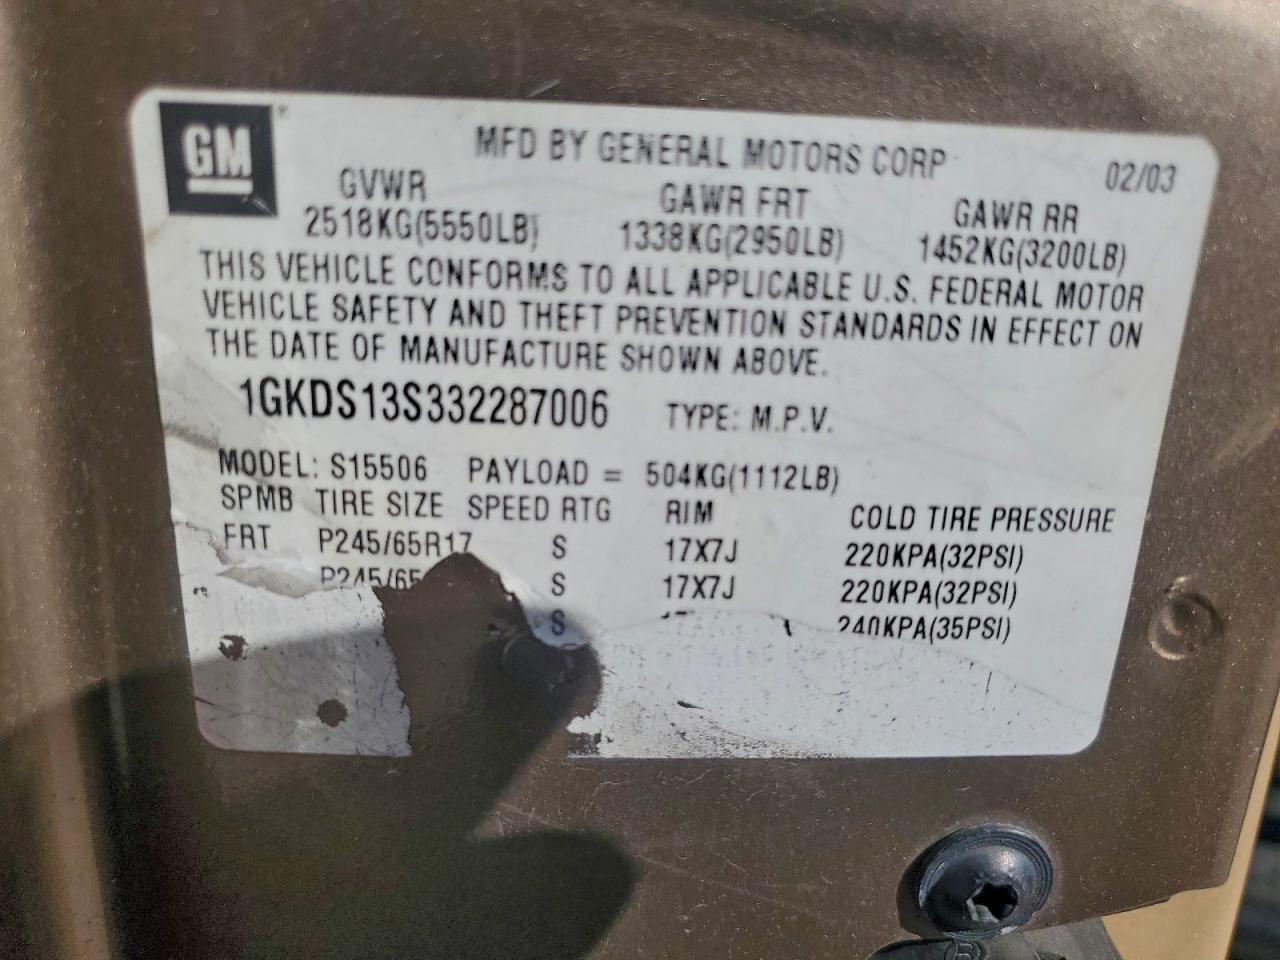 GM
MFD BY GENERAL MOTORS CORP 02/03
GVWR GAWR FRT GAWR RR
2518KG(5550LB) 1338KG(2950LB) 1452KG(3200LB)
THIS VEHICLE CONFORMS TO ALL APPLICABLE U.S. FEDERAL MOTOR
VEHICLE SAFETY AND THEFT PREVENTION STANDARDS IN EFFECT ON
THE DATE OF MANUFACTURE SHOWN ABOVE.
1GKDS13S332287006 TYPE: M.P.V.
MODEL: S15506 PAYLOAD = 504KG(1112LB)
SPMB TIRE SIZE SPEED RTG RIM COLD TIRE PRESSURE
FRT P245/65R17 S 17X7J 220KPA(32PSI)
P245/65 S 17X7J 220KPA(32PSI)
S 240KPA(35PSI)